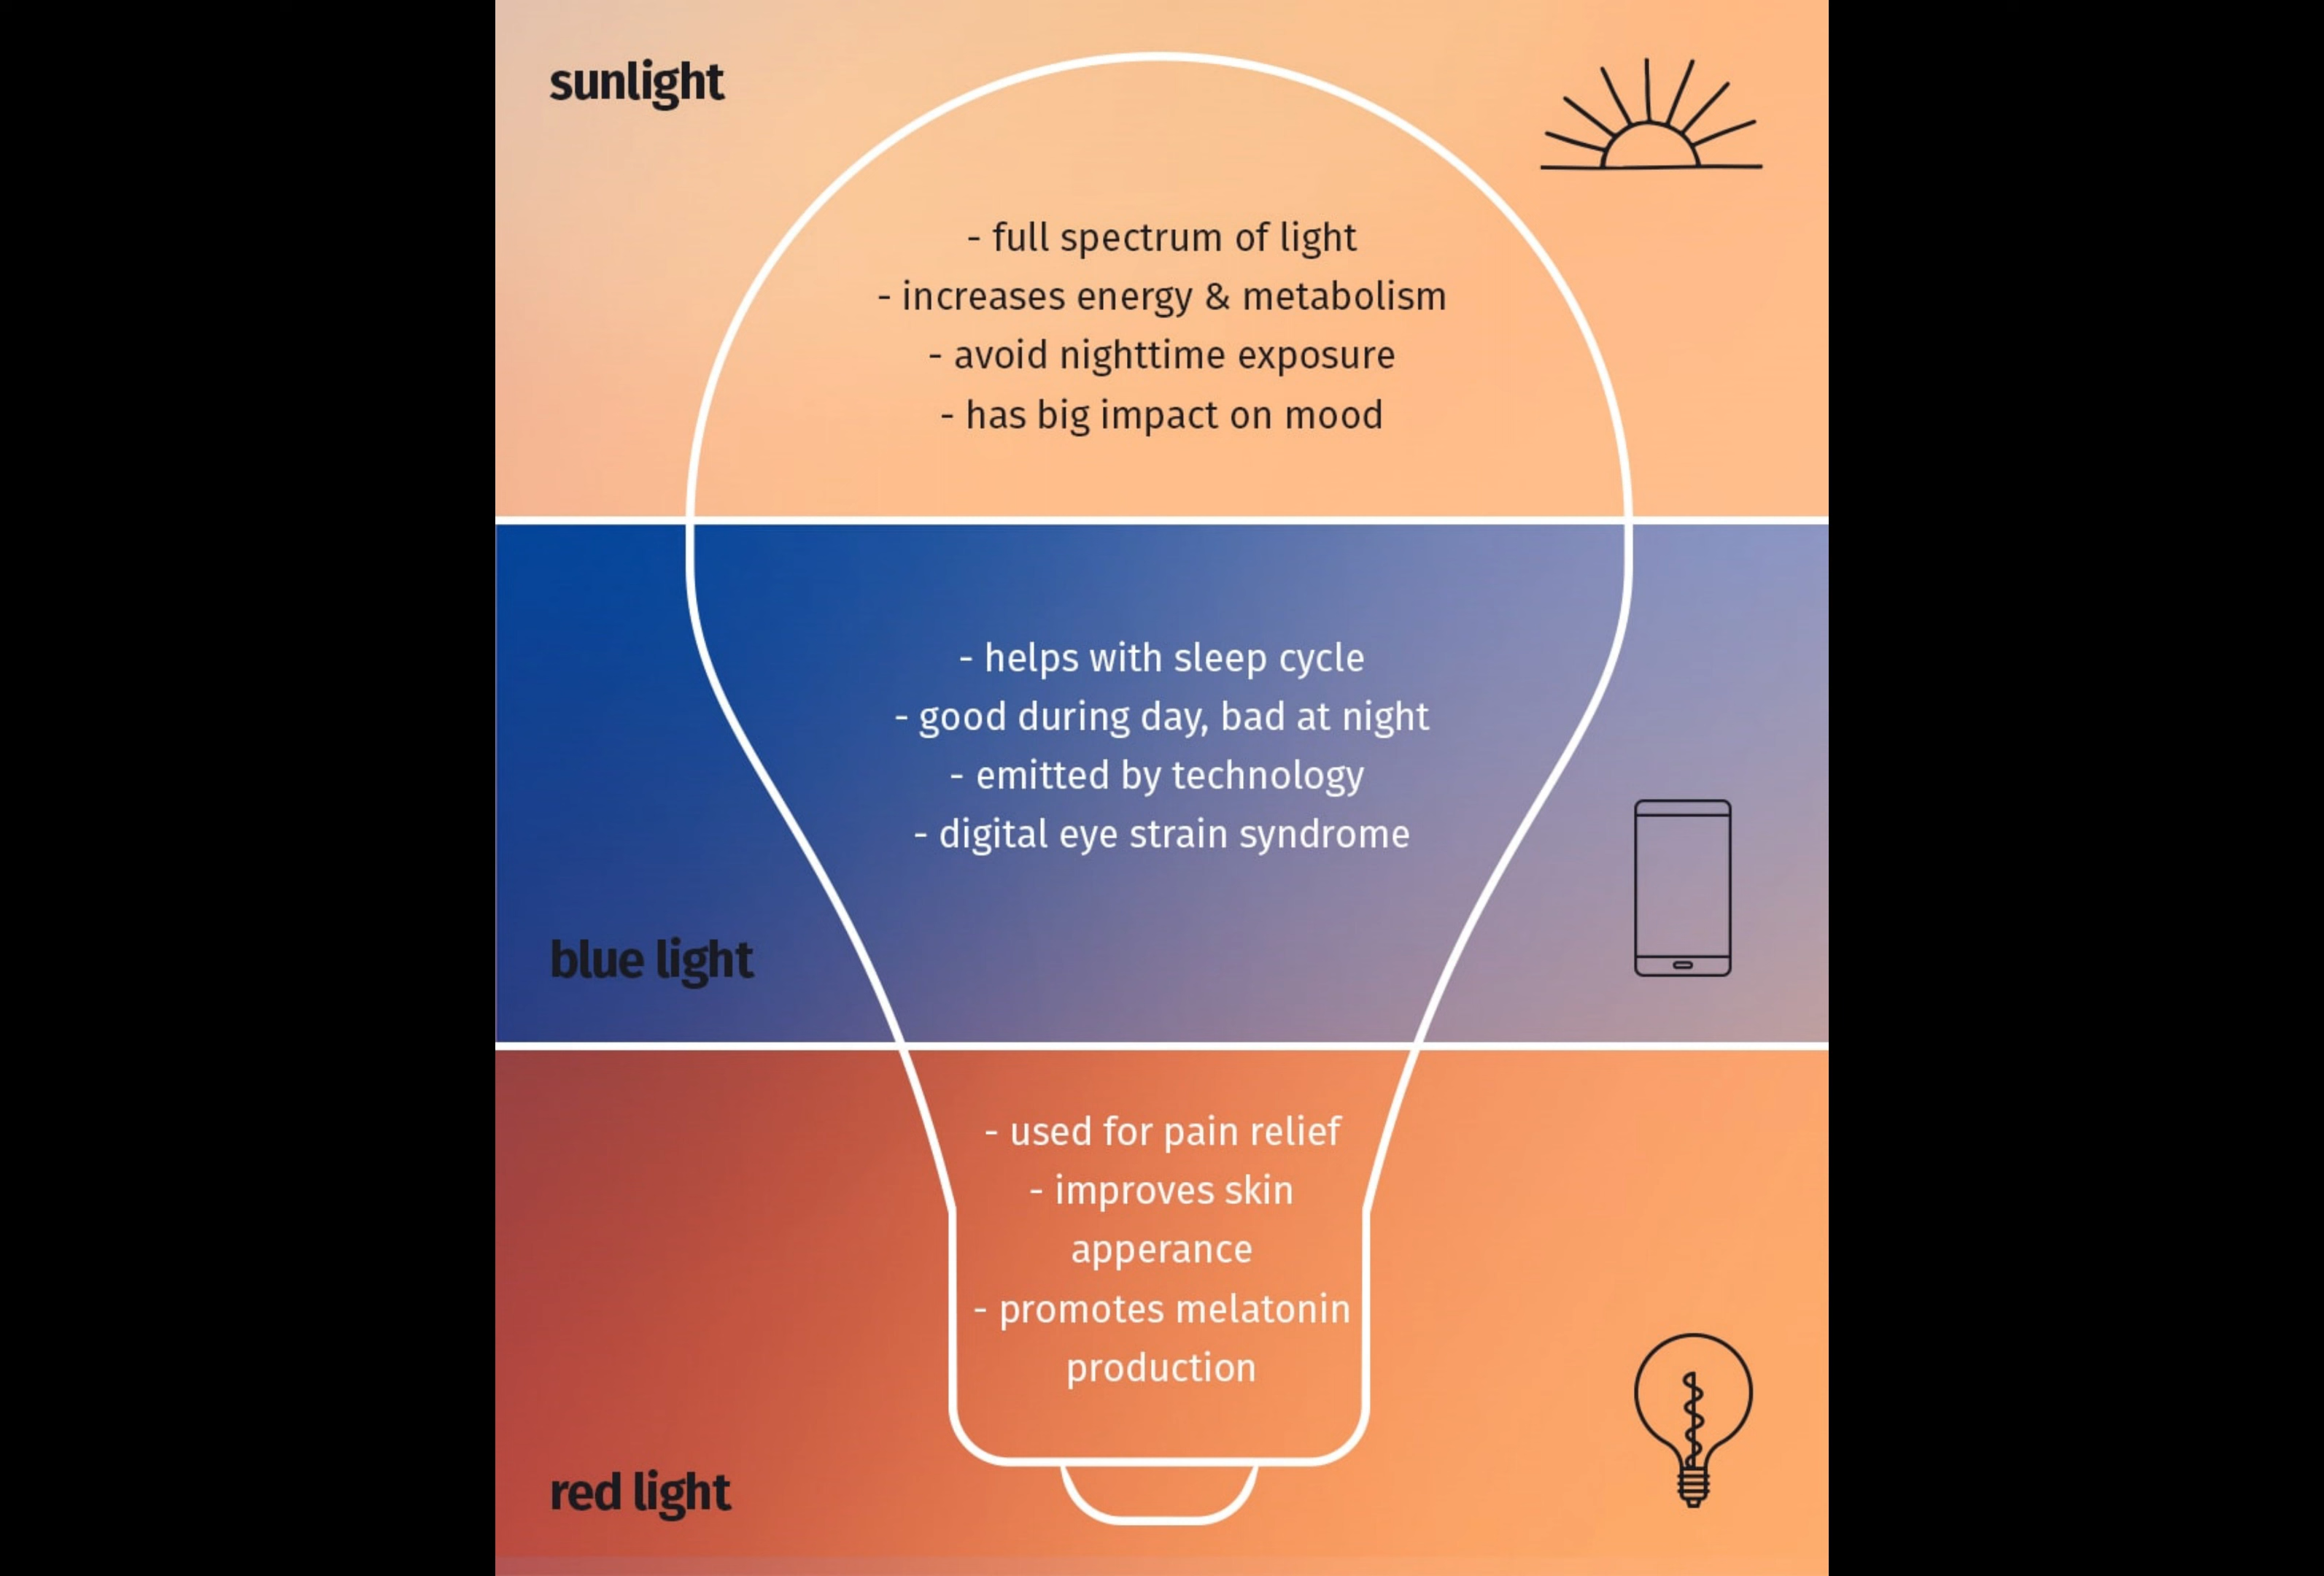 sunlight
- full spectrum of light
- increases energy & metabolism
- avoid nighttime exposure
- has big impact on mood
- helps with sleep cycle
- good during day, bad at night
- emitted by technology
- digital eye strain syndrome
blue light
- used for pain relief
- improves skin
apperance
- promotes melatonin
production
red light